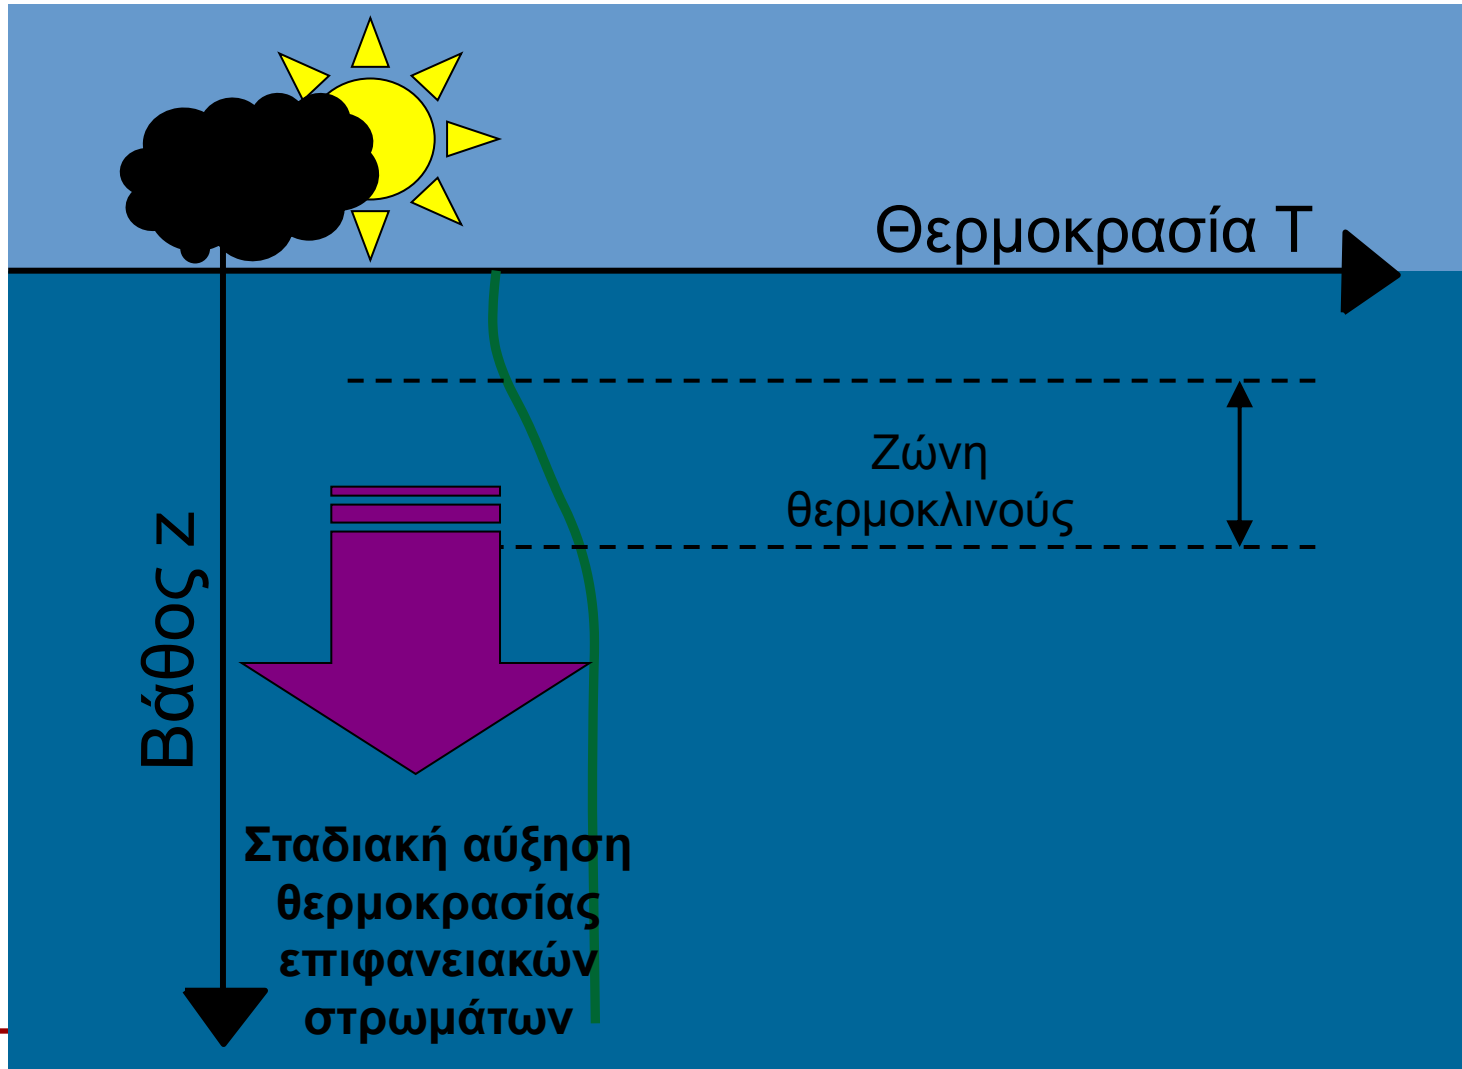 Θερμοκρασία Τ
Ζώνη
θερμοκλινούς
Βάθος z
Σταδιακή αύξηση
θερμοκρασίας
επιφανειακών
στρωμάτων